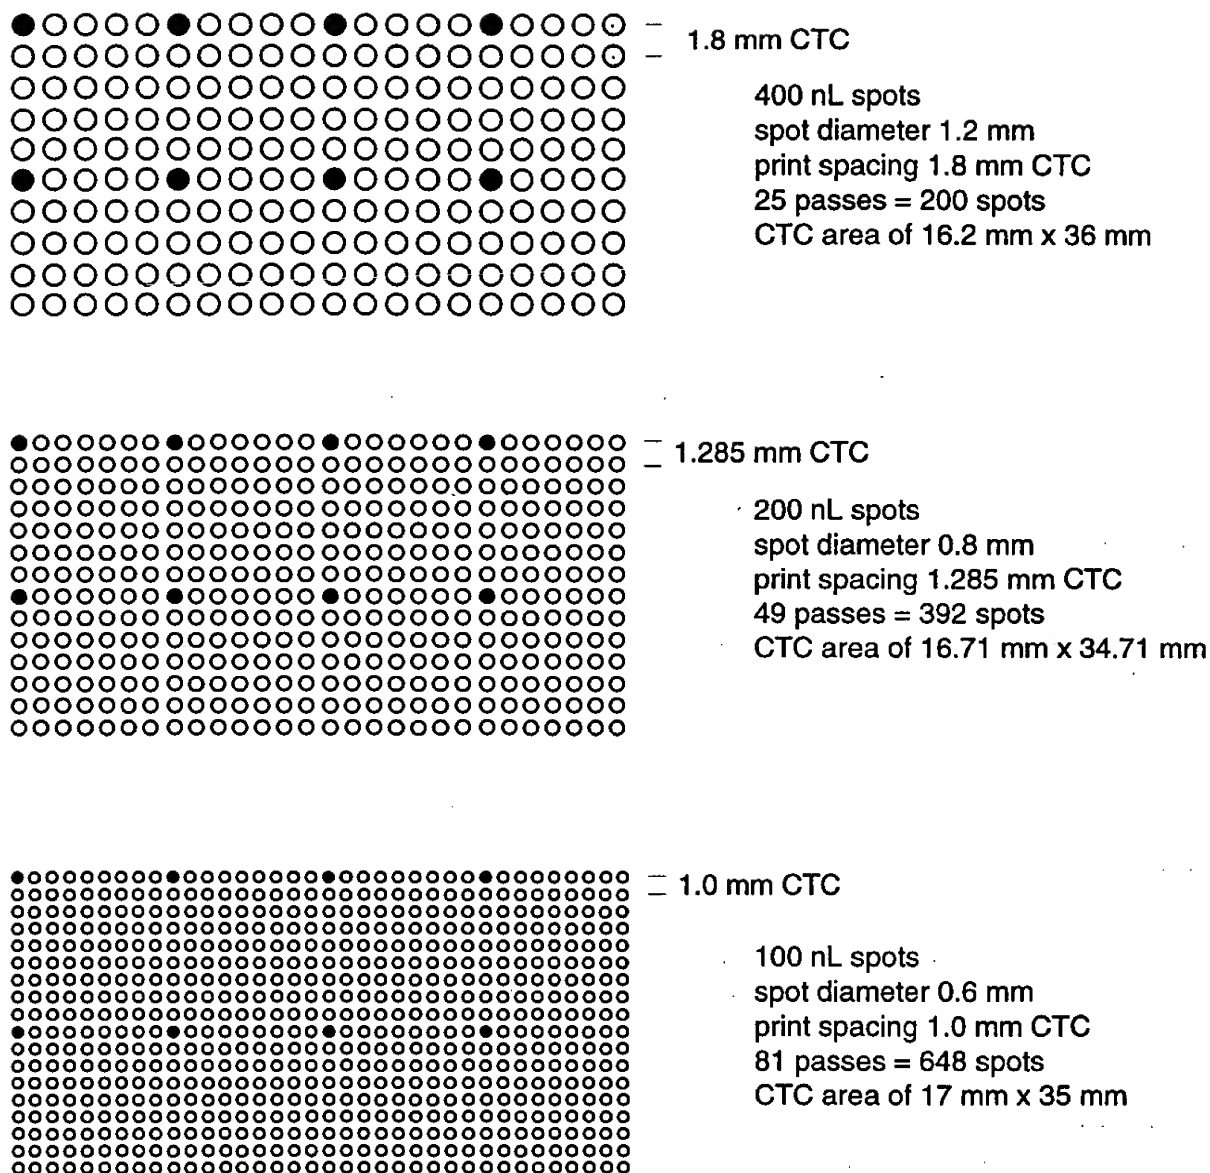 1.8 mm CTC
400 nL spots
spot diameter 1.2 mm
print spacing 1.8 mm CTC
25 passes = 200 spots
CTC area of 16.2 mm x 36 mm
1.285 mm CTC
200 nL spots
spot diameter 0.8 mm
print spacing 1.285 mm CTC
49 passes = 392 spots
CTC area of 16.71 mm x 34.71 mm
1.0 mm CTC
100 nL spots
spot diameter 0.6 mm
print spacing 1.0 mm CTC
81 passes = 648 spots
CTC area of 17 mm x 35 mm